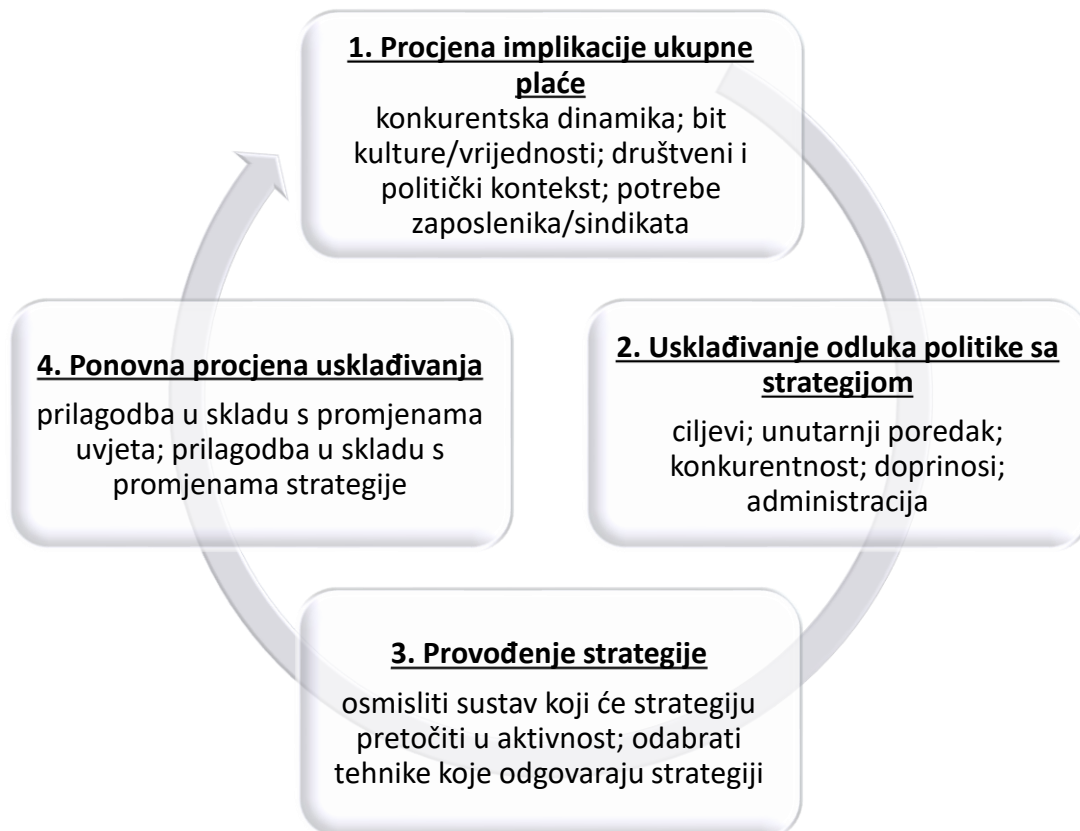 1. Procjena implikacije ukupne
plaće
konkurentska dinamika; bit
kulture/vrijednosti; društveni i
politički kontekst; potrebe
zaposlenika/sindikata
2. Usklađivanje odluka politike sa
strategijom
ciljevi; unutarnji poredak;
konkurentnost; doprinosi;
administracija
3. Provođenje strategije
osmisliti sustav koji će strategiju
pretočiti u aktivnost; odabrati
tehnike koje odgovaraju strategiji
4. Ponovna procjena usklađivanja
prilagodba u skladu s promjenama
uvjeta; prilagodba u skladu s
promjenama strategije